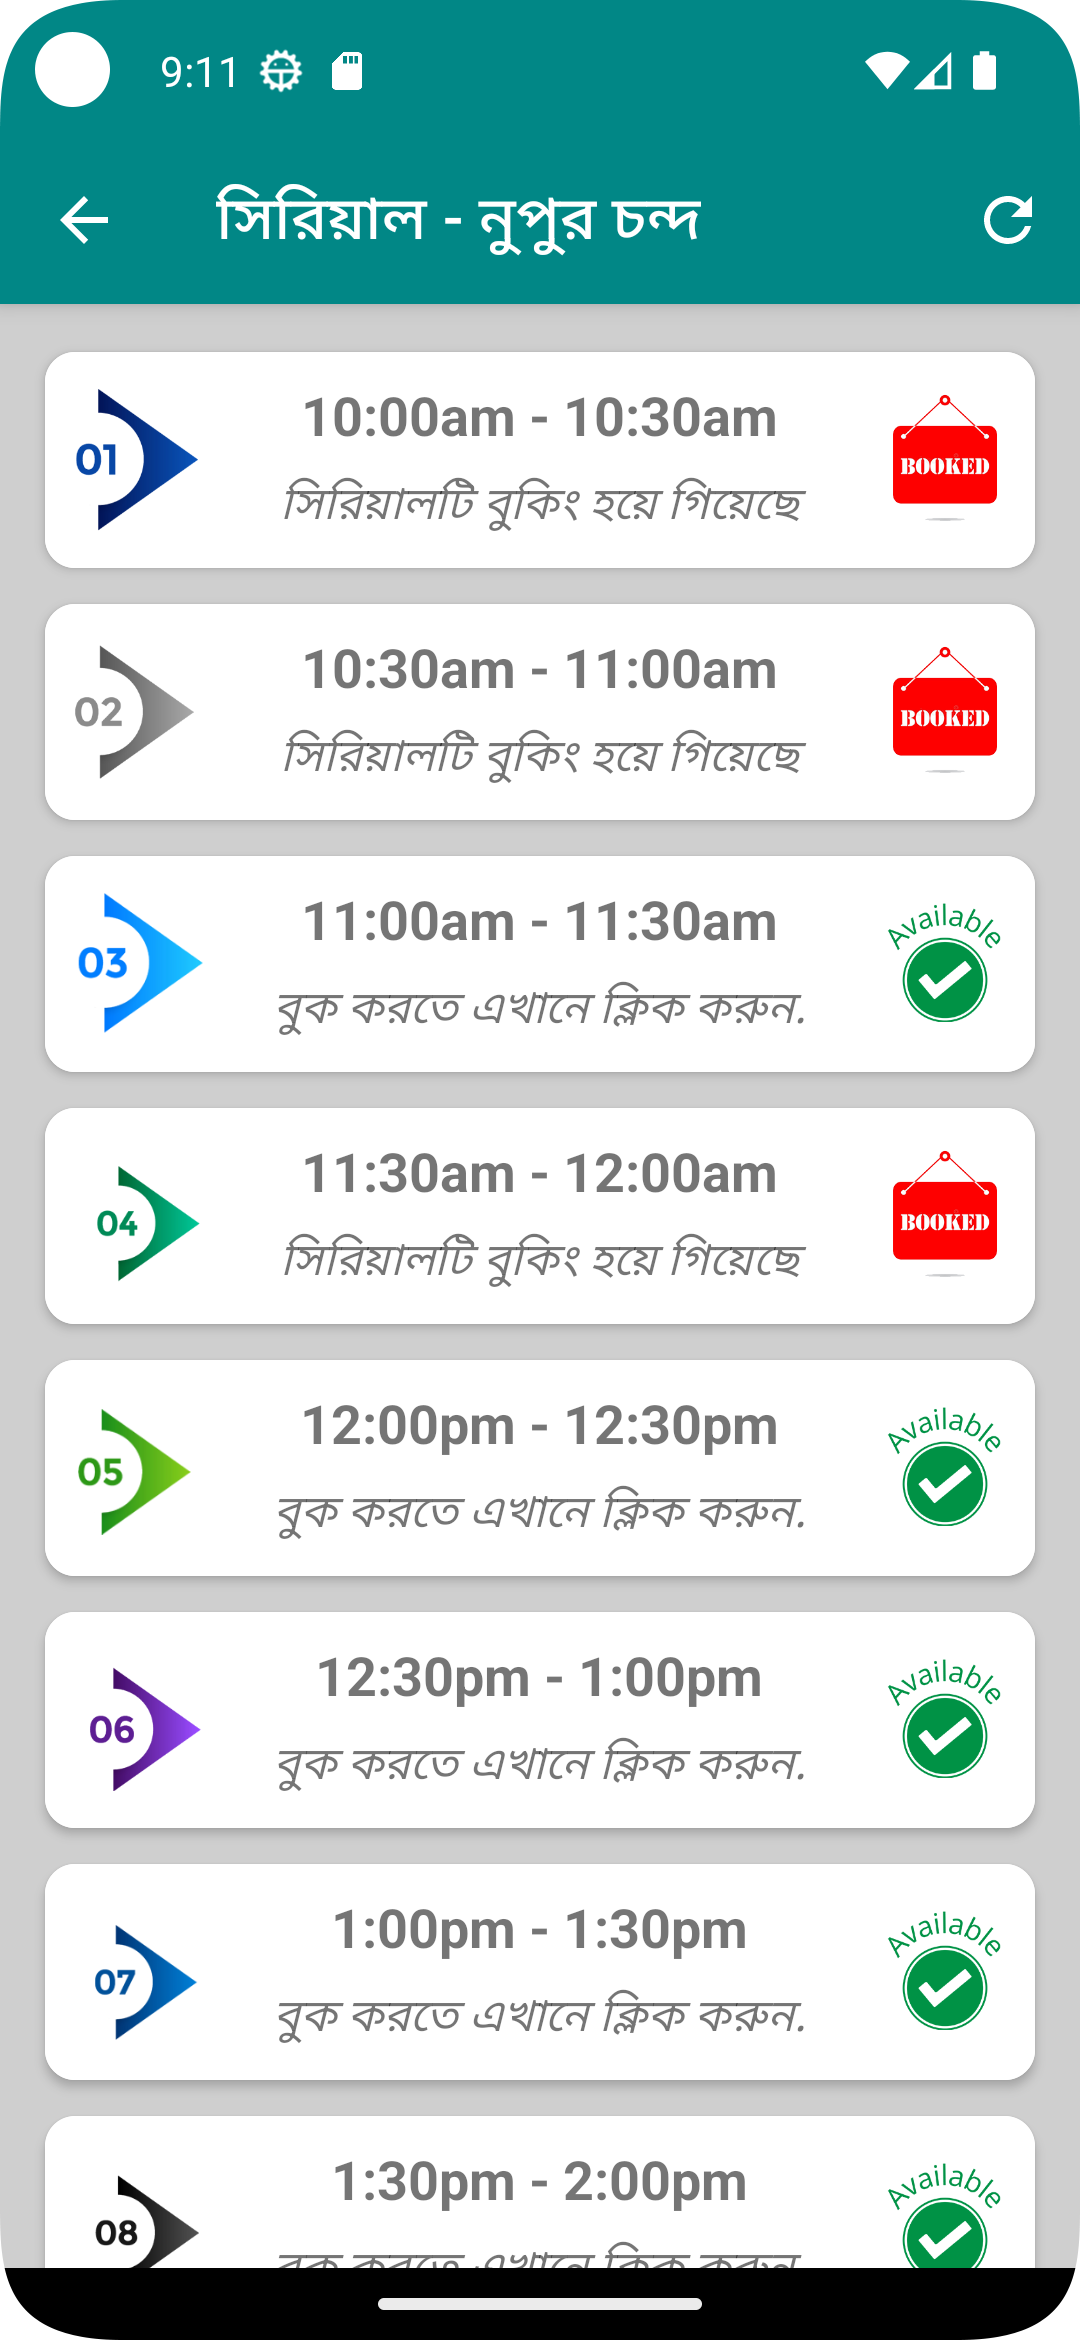 9:11
সিরিয়াল - নুপুর চন্দ
01
10:00am - 10:30am
সিরিয়ালটি বুকিং হয়ে গিয়েছে
BOOKED
02
10:30am - 11:00am
সিরিয়ালটি বুকিং হয়ে গিয়েছে
BOOKED
03
11:00am - 11:30am
বুক করতে এখানে ক্লিক করুন.
Available
04
11:30am - 12:00am
সিরিয়ালটি বুকিং হয়ে গিয়েছে
BOOKED
05
12:00pm - 12:30pm
বুক করতে এখানে ক্লিক করুন.
Available
06
12:30pm - 1:00pm
বুক করতে এখানে ক্লিক করুন.
Available
07
1:00pm - 1:30pm
বুক করতে এখানে ক্লিক করুন.
Available
08
1:30pm - 2:00pm
Available